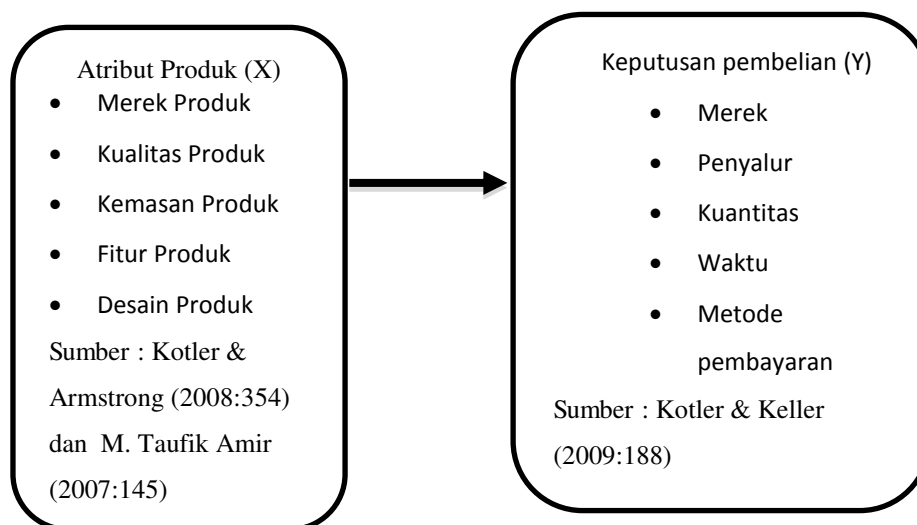 Atribut Produk (X)
• Merek Produk
• Kualitas Produk
• Kemasan Produk
• Fitur Produk
• Desain Produk
Sumber : Kotler &
Armstrong (2008:354)
dan M. Taufik Amir
(2007:145)
Keputusan pembelian (Y)
• Merek
• Penyalur
• Kuantitas
• Waktu
• Metode
pembayaran
Sumber : Kotler & Keller
(2009:188)